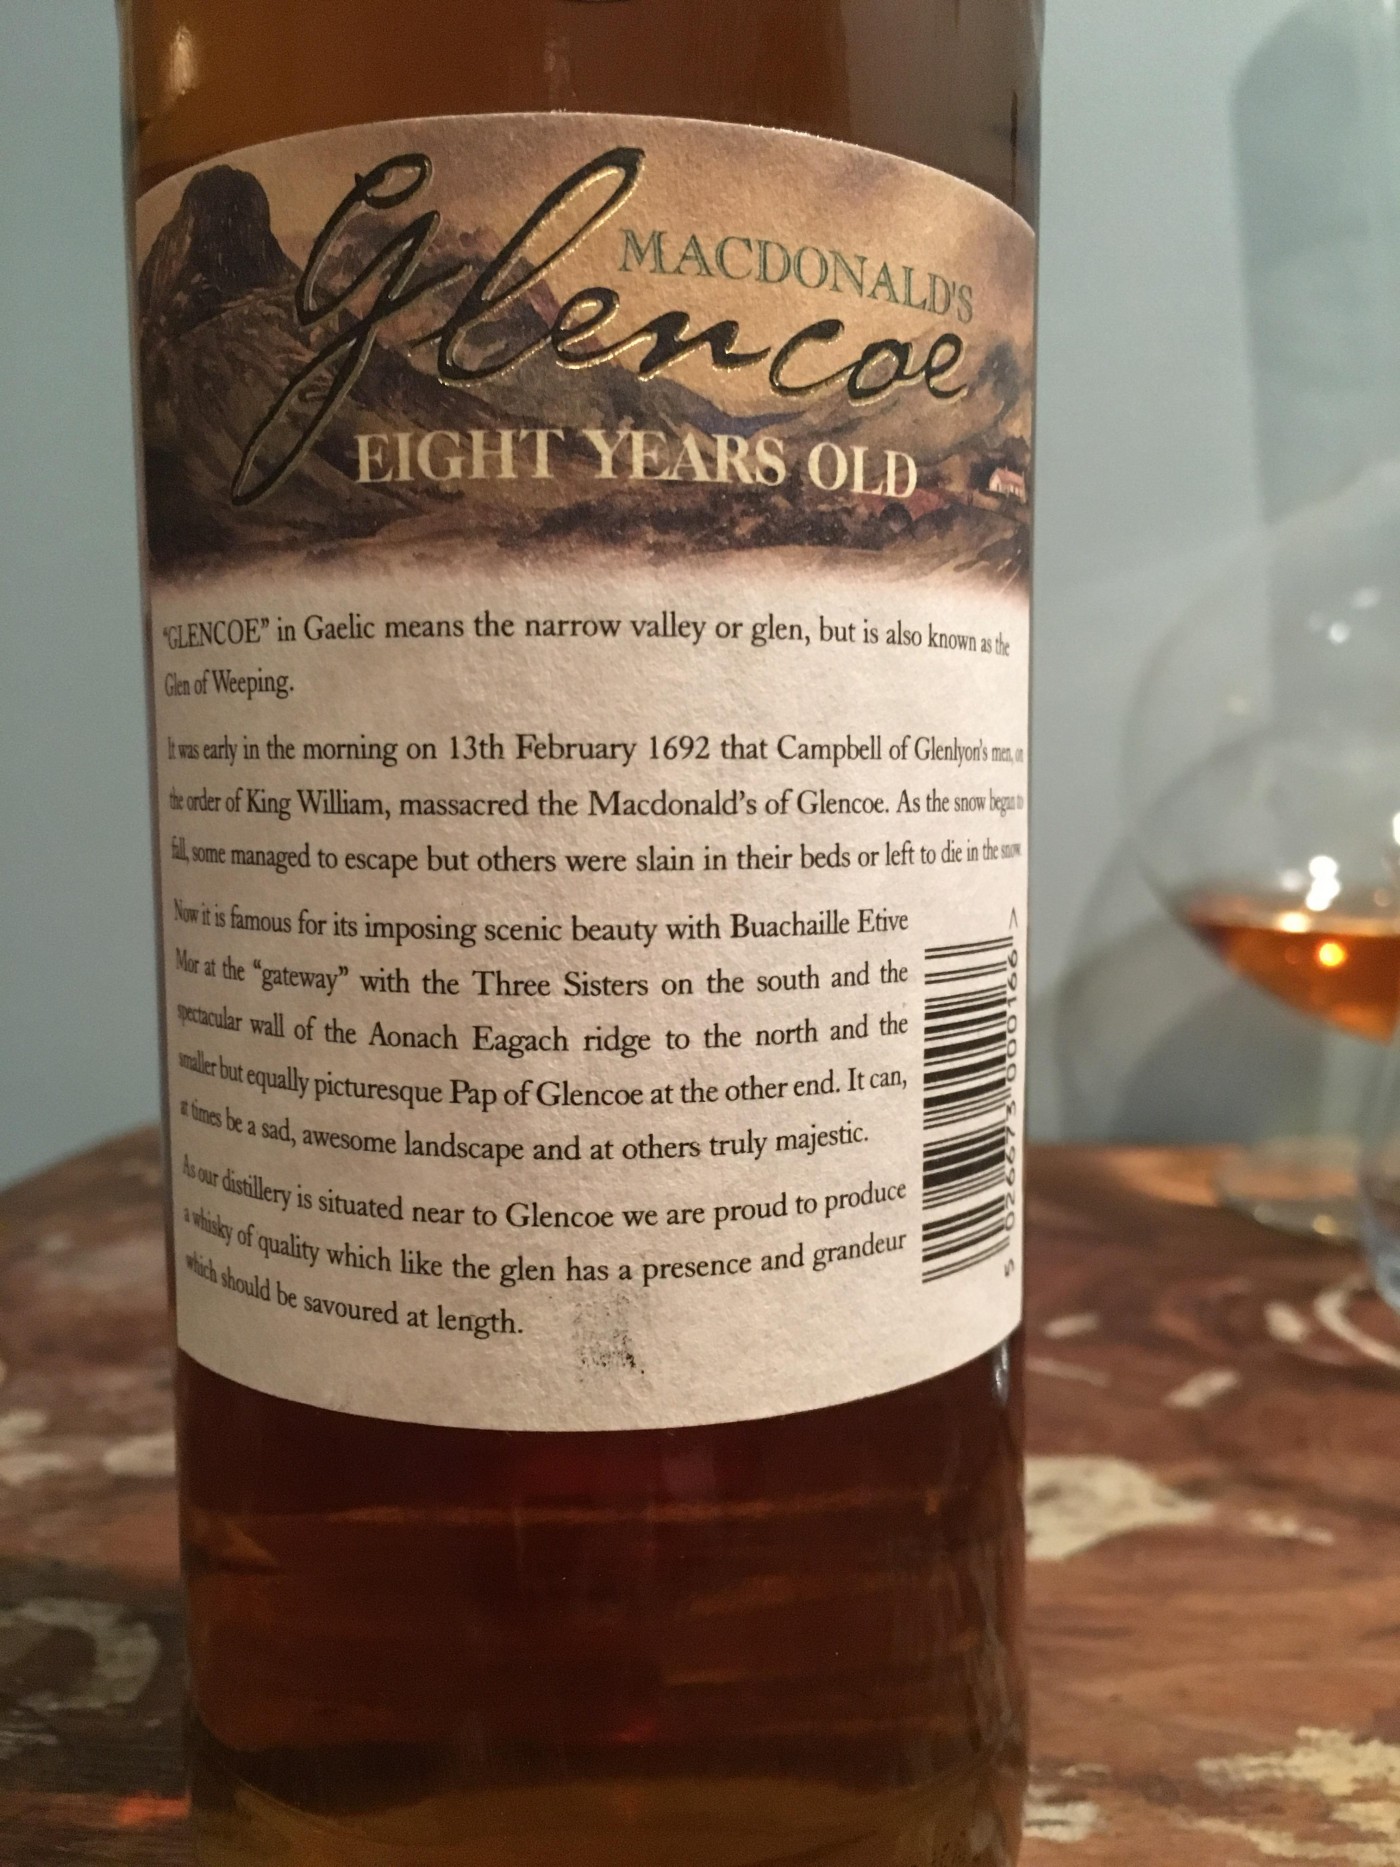 MACDONALD'S
Glencoe
EIGHT YEARS OLD
"GLENCOE" in Gaelic means the narrow valley or glen, but is also known as the
Glen of Weeping.
It was early in the morning on 13th February 1692 that Campbell of Glenlyon's men, on
the order of King William, massacred the Macdonald's of Glencoe. As the snow began to
fall, some managed to escape but others were slain in their beds or left to die in the snow.
Now it is famous for its imposing scenic beauty with Buachaille Etive
Mor at the "gateway" with the Three Sisters on the south and the
spectacular wall of the Aonach Eagach ridge to the north and the
smaller but equally picturesque Pap of Glencoe at the other end. It can,
at times be a sad, awesome landscape and at others truly majestic.
As our distillery is situated near to Glencoe we are proud to produce
a whisky of quality which like the glen has a presence and grandeur
which should be savoured at length.
5 026673 000166 >